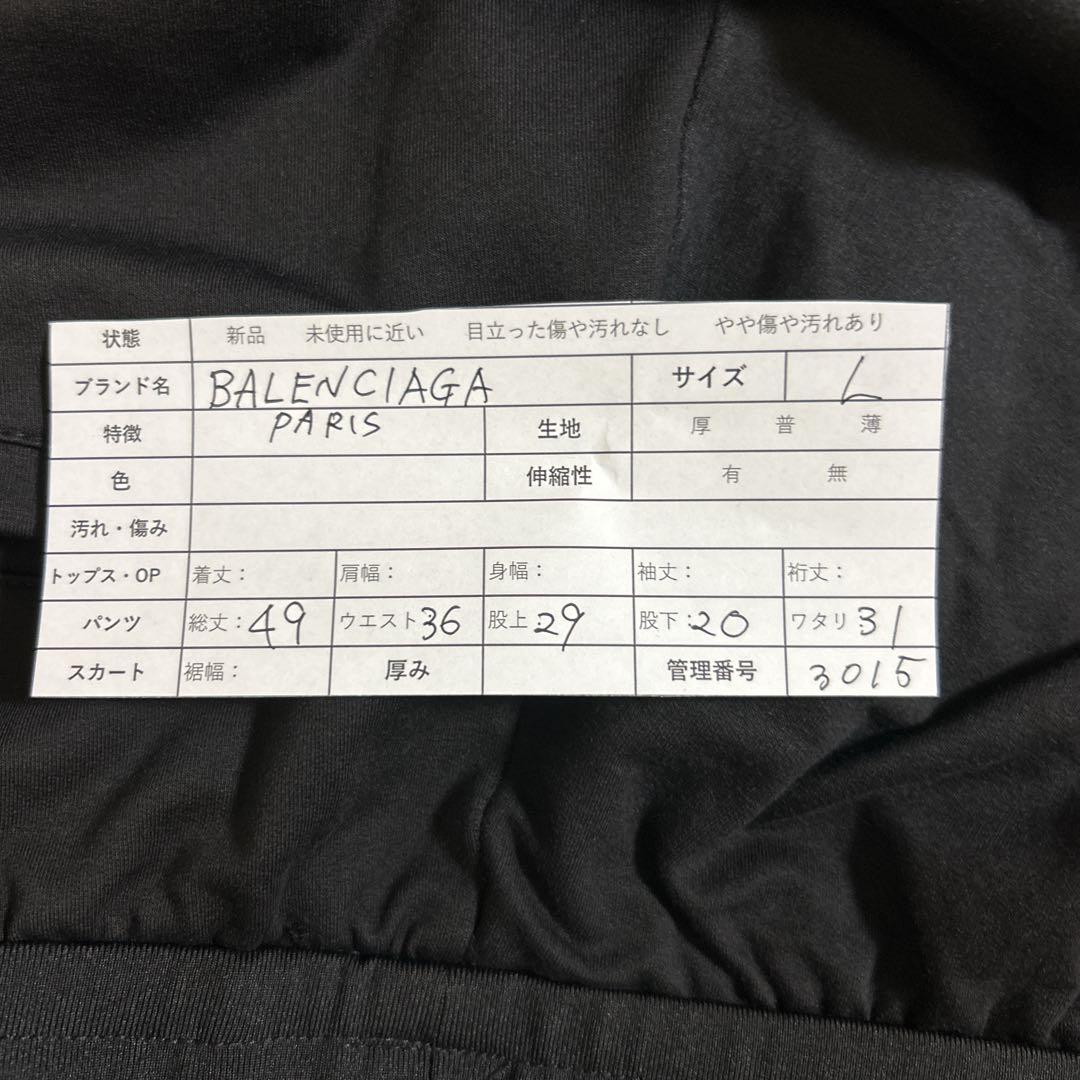 状態 新品 未使用に近い 目立った傷や汚れなし やや傷や汚れあり
ブランド名 BALENCIAGA サイズ L
特徴 PARIS 生地 厚 普 薄
色 伸縮性 有 無
汚れ・傷み
トップス・OP 着丈： 肩幅： 身幅： 袖丈： 裄丈：
パンツ 総丈：49 ウエスト36 股上：29 股下：20 ワタリ31
スカート 裾幅： 厚み 管理番号 3015